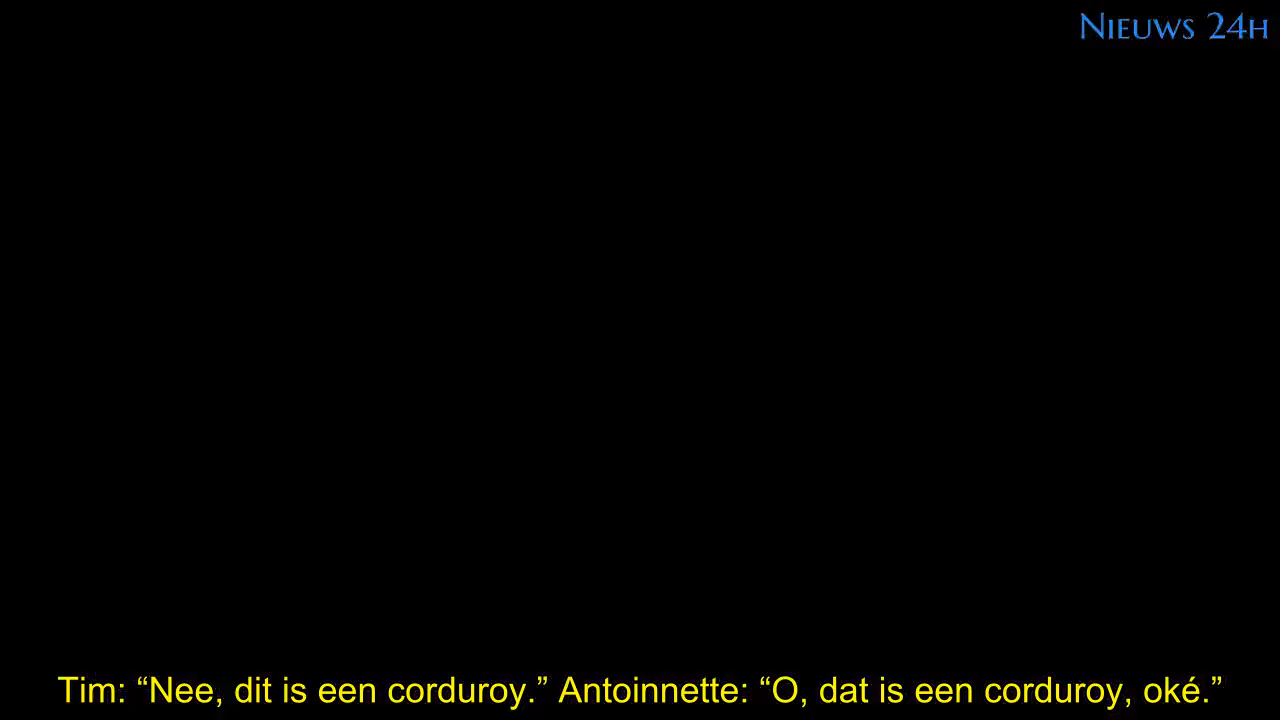 Nieuws 24h
Tim: “Nee, dit is een corduroy.” Antoinnette: “O, dat is een corduroy, oké.”